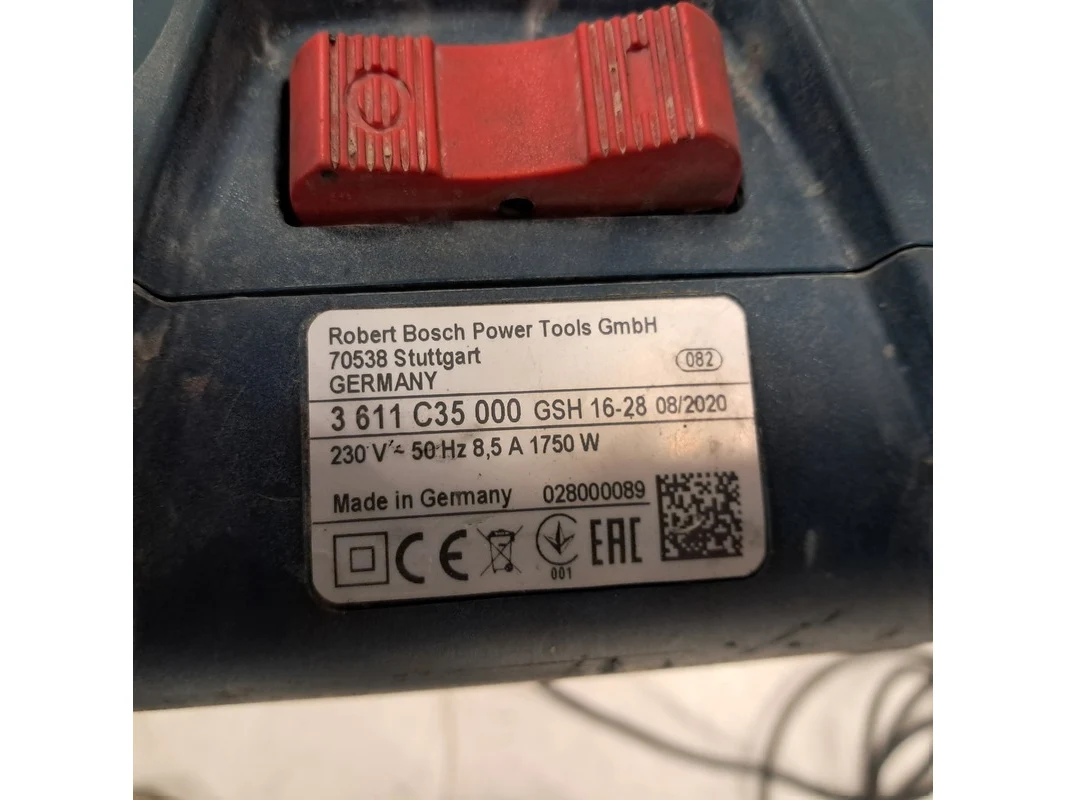 Robert Bosch Power Tools GmbH
70538 Stuttgart
082
GERMANY
3 611 C35 000 GSH 16-28 08/2020
230 V ~ 50 Hz 8,5 A 1750 W
Made in Germany 028000089
CE
EAC
001